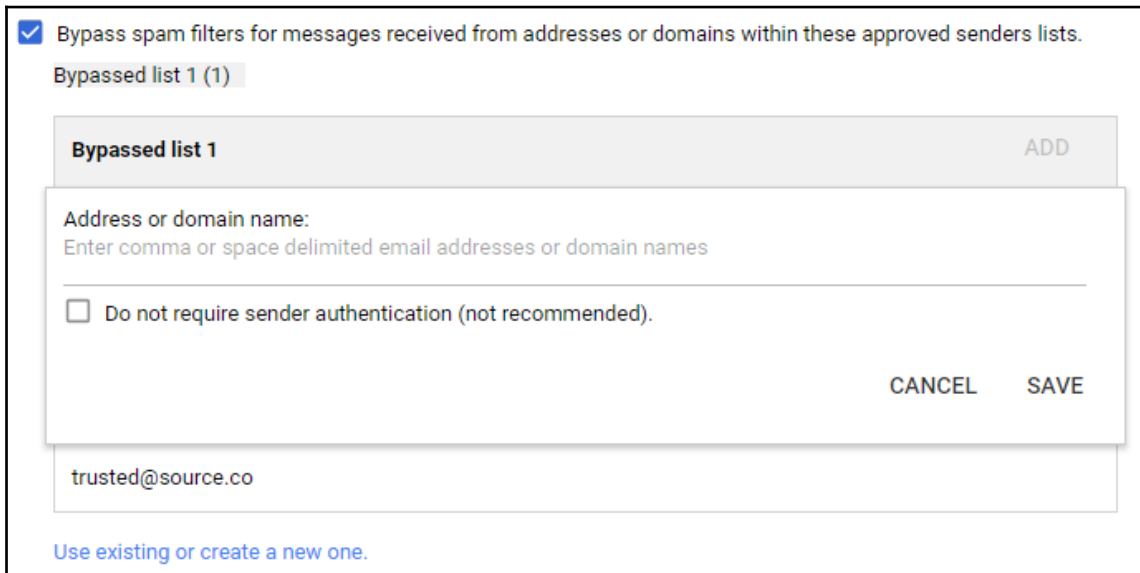 Bypass spam filters for messages received from addresses or domains within these approved senders lists.
Bypassed list 1 (1)
Bypassed list 1 ADD
Address or domain name:
Enter comma or space delimited email addresses or domain names
Do not require sender authentication (not recommended).
CANCEL SAVE
trusted@source.co
Use existing or create a new one.